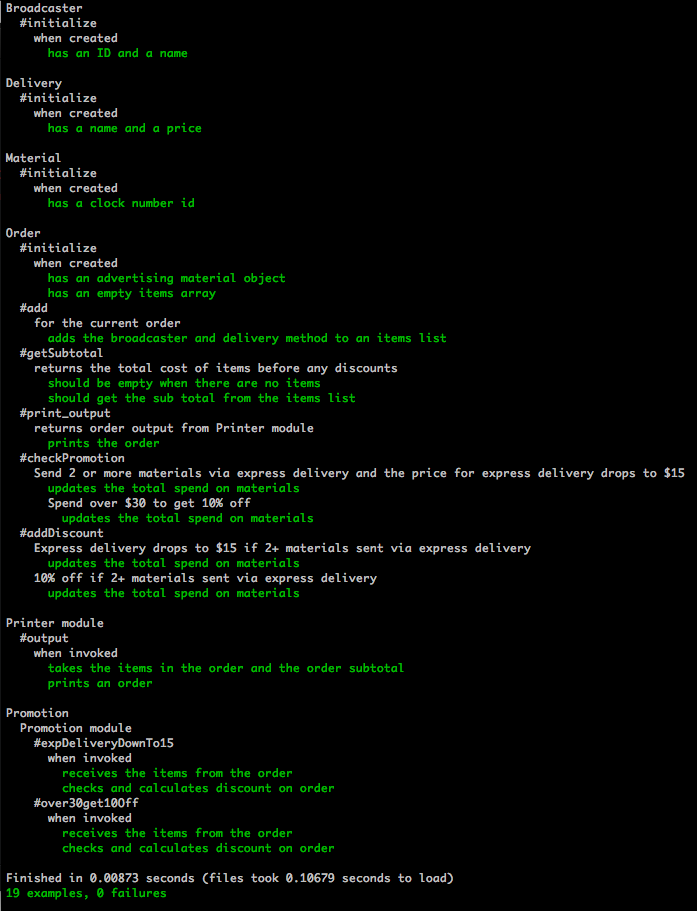 Broadcaster
  #initialize
    when created
      has an ID and a name

Delivery
  #initialize
    when created
      has a name and a price

Material
  #initialize
    when created
      has a clock number id

Order
  #initialize
    when created
      has an advertising material object
      has an empty items array
  #add
    for the current order
      adds the broadcaster and delivery method to an items list
  #getSubtotal
    returns the total cost of items before any discounts
      should be empty when there are no items
      should get the sub total from the items list
  #print_output
    returns order output from Printer module
      prints the order
  #checkPromotion
    Send 2 or more materials via express delivery and the price for express delivery drops to $15
      updates the total spend on materials
      Spend over $30 to get 10% off
        updates the total spend on materials
  #addDiscount
    Express delivery drops to $15 if 2+ materials sent via express delivery
      updates the total spend on materials
    10% off if 2+ materials sent via express delivery
      updates the total spend on materials

Printer module
  #output
    when invoked
      takes the items in the order and the order subtotal
      prints an order

Promotion
  Promotion module
    #expDeliveryDownTo15
      when invoked
        receives the items from the order
        checks and calculates discount on order
    #over30get10Off
      when invoked
        receives the items from the order
        checks and calculates discount on order

Finished in 0.00873 seconds (files took 0.10679 seconds to load)
19 examples, 0 failures